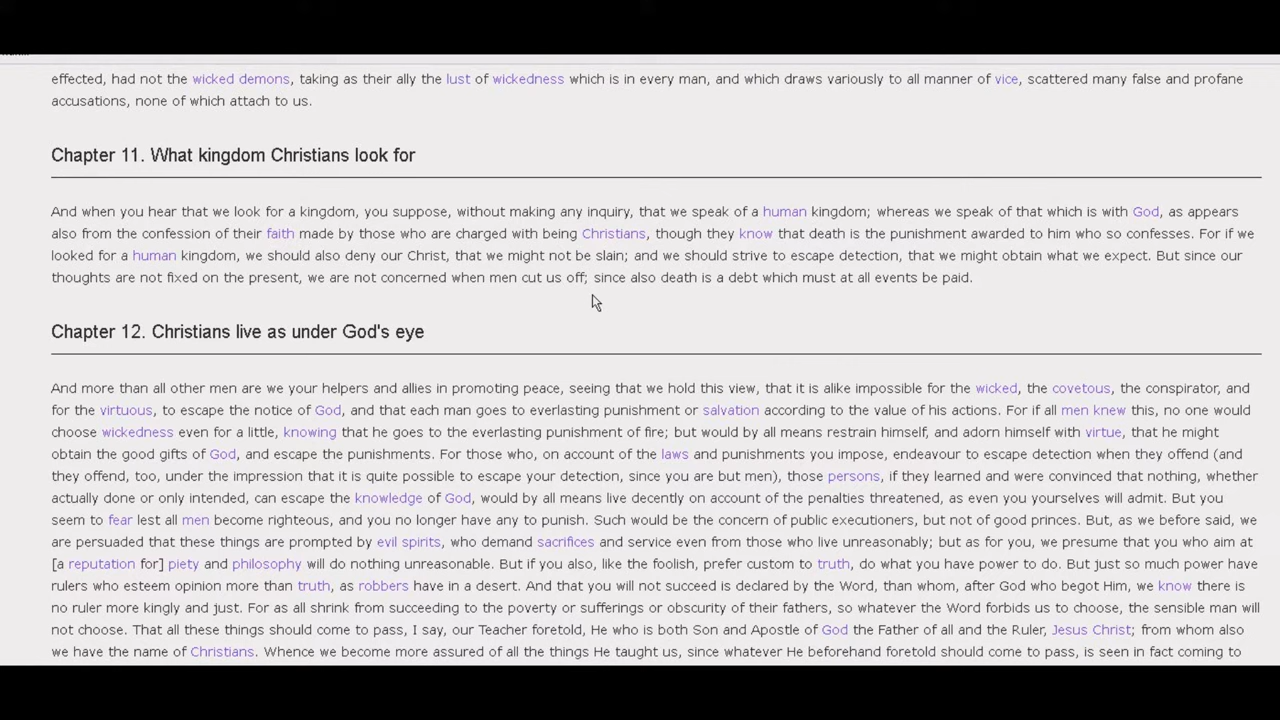 effected, had not the wicked demons, taking as their ally the lust of wickedness which is in every man, and which draws variously to all manner of vice, scattered many false and profane
accusations, none of which attach to us.
Chapter 11. What kingdom Christians look for
And when you hear that we look for a kingdom, you suppose, without making any inquiry, that we speak of a human kingdom; whereas we speak of that which is with God, as appears
also from the confession of their faith made by those who are charged with being Christians, though they know that death is the punishment awarded to him who so confesses. For if we
looked for a human kingdom, we should also deny our Christ, that we might not be slain; and we should strive to escape detection, that we might obtain what we expect. But since our
thoughts are not fixed on the present, we are not concerned when men cut us off; since also death is a debt which must at all events be paid.
Chapter 12. Christians live as under God's eye
And more than all other men are we your helpers and allies in promoting peace, seeing that we hold this view, that it is alike impossible for the wicked, the covetous, the conspirator, and
for the virtuous, to escape the notice of God, and that each man goes to everlasting punishment or salvation according to the value of his actions. For if all men knew this, no one would
choose wickedness even for a little, knowing that he goes to the everlasting punishment of fire; but would by all means restrain himself, and adorn himself with virtue, that he might
obtain the good gifts of God, and escape the punishments. For those who, on account of the laws and punishments you impose, endeavour to escape detection when they offend (and
they offend, too, under the impression that it is quite possible to escape your detection, since you are but men), those persons, if they learned and were convinced that nothing, whether
actually done or only intended, can escape the knowledge of God, would by all means live decently on account of the penalties threatened, as even you yourselves will admit. But you
seem to fear lest all men become righteous, and you no longer have any to punish. Such would be the concern of public executioners, but not of good princes. But, as we before said, we
are persuaded that these things are prompted by evil spirits, who demand sacrifices and service even from those who live unreasonably; but as for you, we presume that you who aim at
[a reputation for] piety and philosophy will do nothing unreasonable. But if you also, like the foolish, prefer custom to truth, do what you have power to do. But just so much power have
rulers who esteem opinion more than truth, as robbers have in a desert. And that you will not succeed is declared by the Word, than whom, after God who begot Him, we know there is
no ruler more kingly and just. For as all shrink from succeeding to the poverty or sufferings or obscurity of their fathers, so whatever the Word forbids us to choose, the sensible man will
not choose. That all these things should come to pass, I say, our Teacher foretold, He who is both Son and Apostle of God the Father of all and the Ruler, Jesus Christ; from whom also
we have the name of Christians. Whence we become more assured of all the things He taught us, since whatever He beforehand foretold should come to pass, is seen in fact coming to